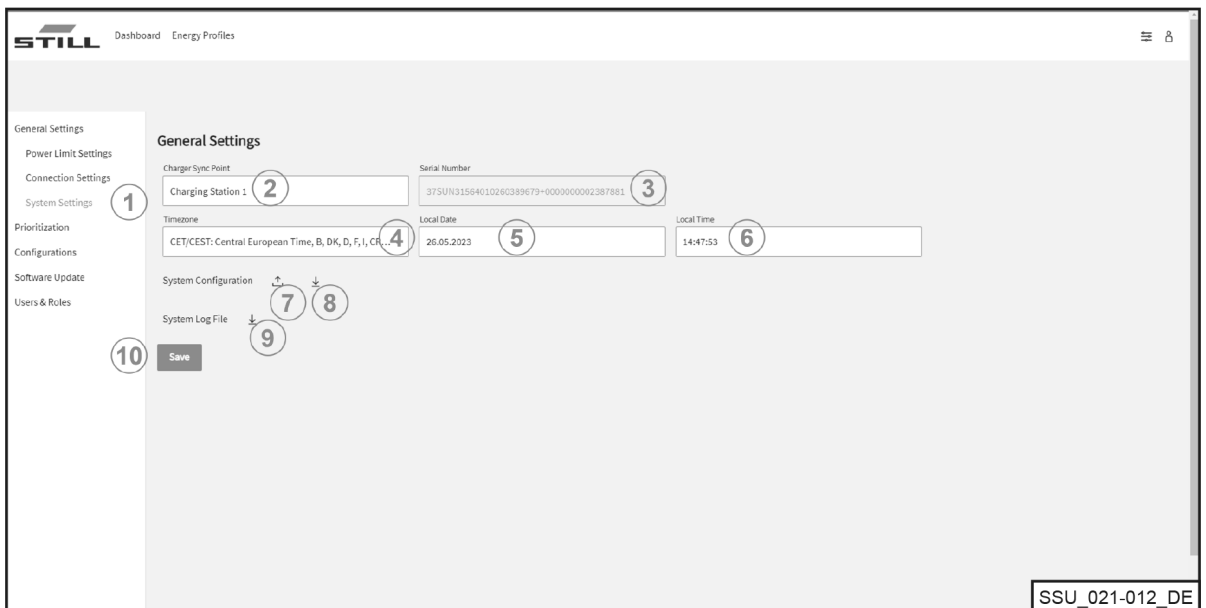 STILL Dashboard Energy Profiles
General Settings
Power Limit Settings
Connection Settings
System Settings 1
Prioritization
Configurations
Software Update
Users & Roles
General Settings
Charger Sync Point Serial Number
Charging Station 1 2 37SUN31564010260389679+0000000002387881 3
Timezone Local Date Local Time
CET/CEST: Central European Time, B, DK, D, F, I, CR... 4 26.05.2023 5 14:47:53 6
System Configuration
7 8
System Log File
9
10 Save
SSU_021-012_DE